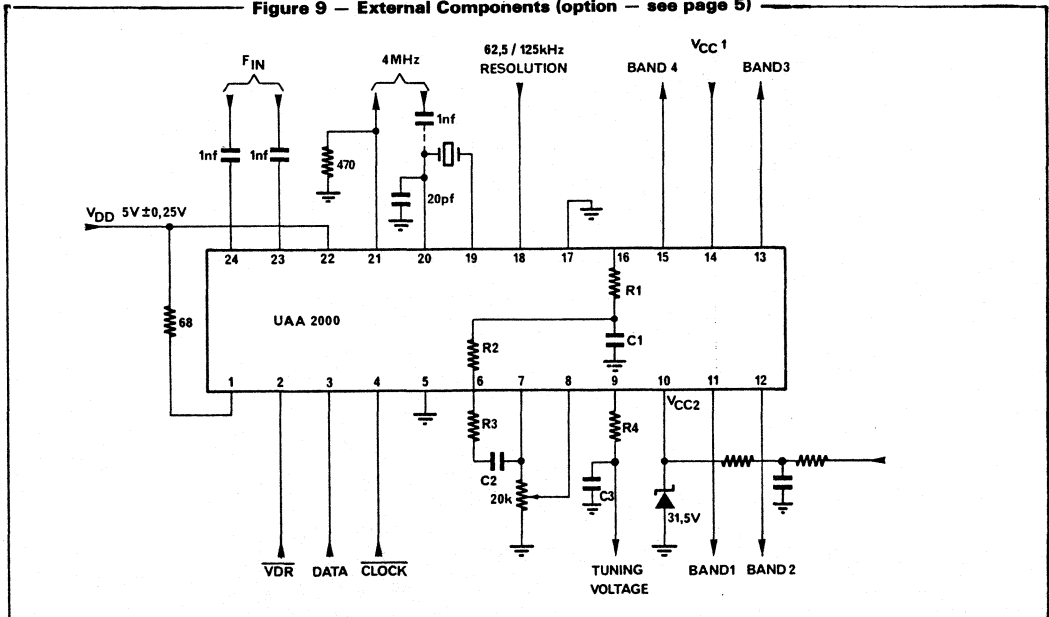 Figure 9 — External Components (option — see page 5)
FIN
4MHz
62,5 / 125kHz
RESOLUTION
BAND 4
VCC 1
BAND3
1nf
1nf
1nf
470
20pf
VDD 5V±0,25V
24 23 22 21 20 19 18 17 16 15 14 13
R1
68
UAA 2000
R2
C1
1 2 3 4 5 6 7 8 9 10 11 12
VCC2
R3
R4
C2
20k
C3
31,5V
VDR DATA CLOCK
TUNING
VOLTAGE
BAND1 BAND 2